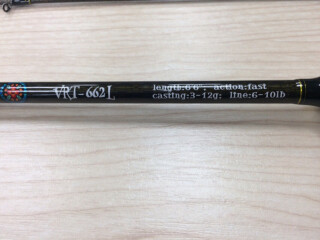 VRT-662L
length:6'6", action:fast
casting:3-12g; line:6-10lb